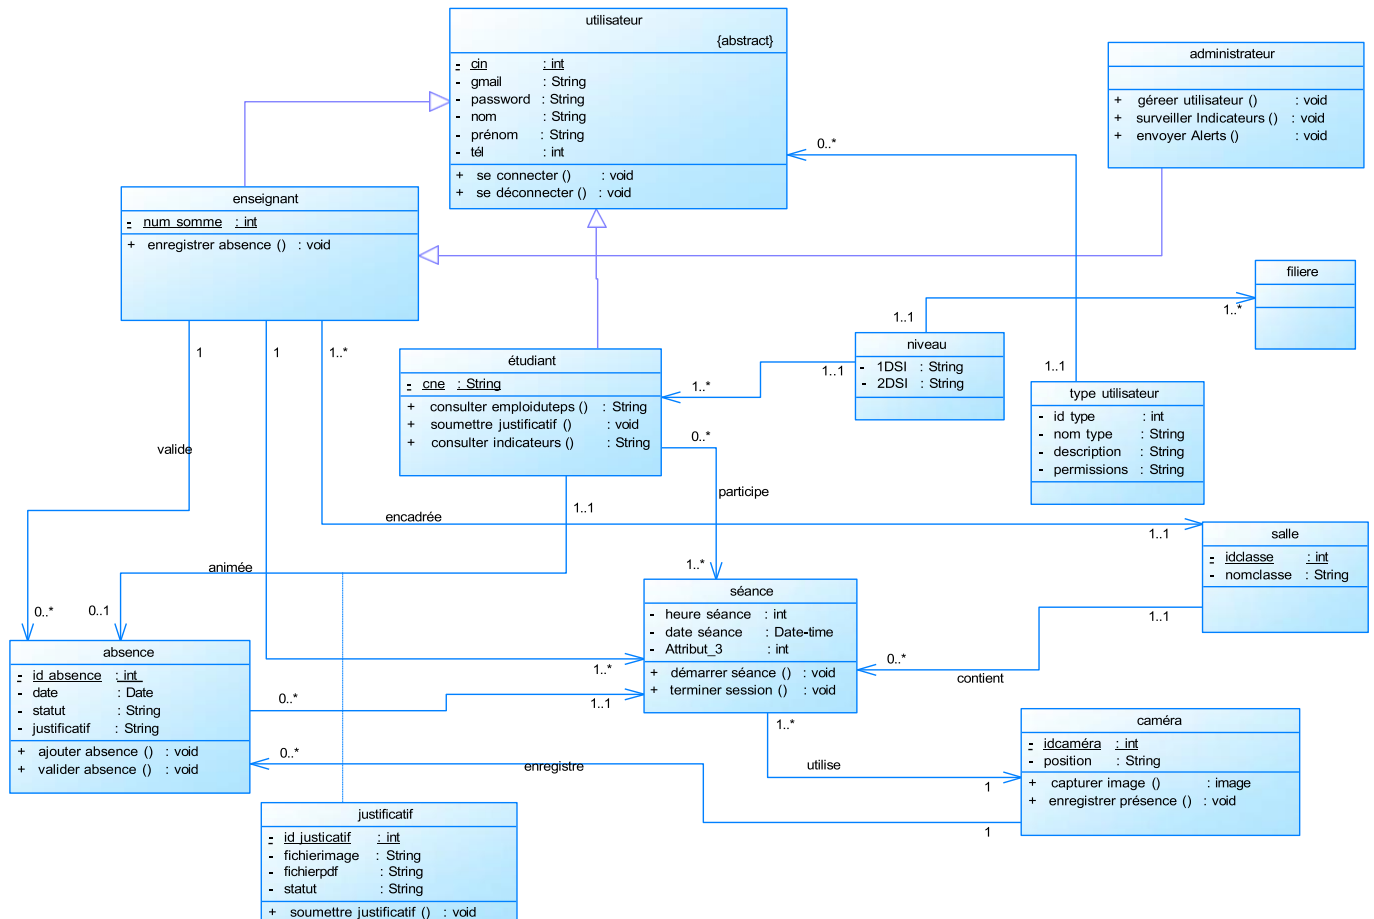 utilisateur
{abstract}
- cin : int
- gmail : String
- password : String
- nom : String
- prénom : String
- tél : int
+ se connecter () : void
+ se déconnecter () : void
administrateur
+ géreer utilisateur () : void
+ surveiller Indicateurs () : void
+ envoyer Alerts () : void
0..*
enseignant
- num somme : int
+ enregistrer absence () : void
filiere
1..1
1..*
niveau
- 1DSI : String
- 2DSI : String
1..1
1..*
1..1
type utilisateur
- id type : int
- nom type : String
- description : String
- permissions : String
1
1
1..*
étudiant
- cne : String
+ consulter emploiduteps () : String
+ soumettre justificatif () : void
+ consulter indicateurs () : String
0..*
valide
participe
1..1
encadrée
1..1
salle
- idclasse : int
- nomclasse : String
1..1
animée
1..*
0..*
0..1
séance
- heure séance : int
- date séance : Date-time
- Attribut_3 : int
+ démarrer séance () : void
+ terminer session () : void
absence
- id absence : int
- date : Date
- statut : String
- justificatif : String
+ ajouter absence () : void
+ valider absence () : void
1..*
0..*
contient
0..*
1..1
1..*
0..*
enregistre
utilise
1
1
caméra
- idcaméra : int
- position : String
+ capturer image () : image
+ enregistrer présence () : void
justificatif
- id justicatif : int
- fichierimage : String
- fichierpdf : String
- statut : String
+ soumettre justificatif () : void